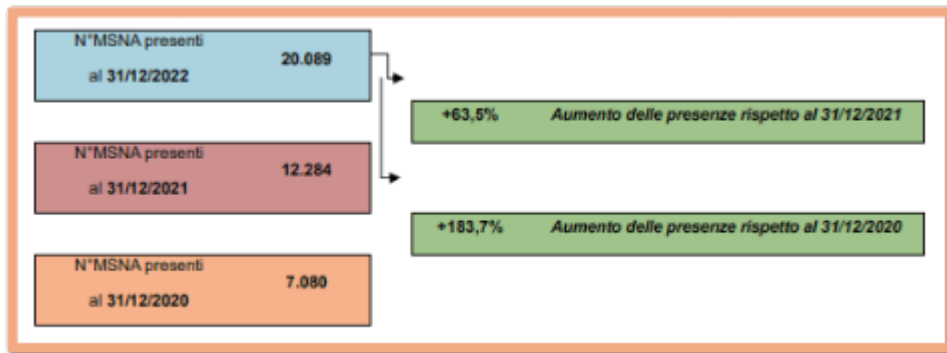 N°MSNA presenti
al 31/12/2022
20.089
+63,5% Aumento delle presenze rispetto al 31/12/2021
N°MSNA presenti
al 31/12/2021
12.284
+183,7% Aumento delle presenze rispetto al 31/12/2020
N°MSNA presenti
al 31/12/2020
7.080